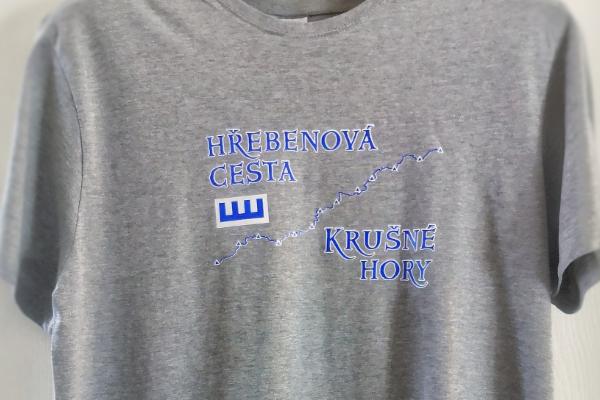 HŘEBENOVÁ
CESTA
KRUŠNÉ
HORY